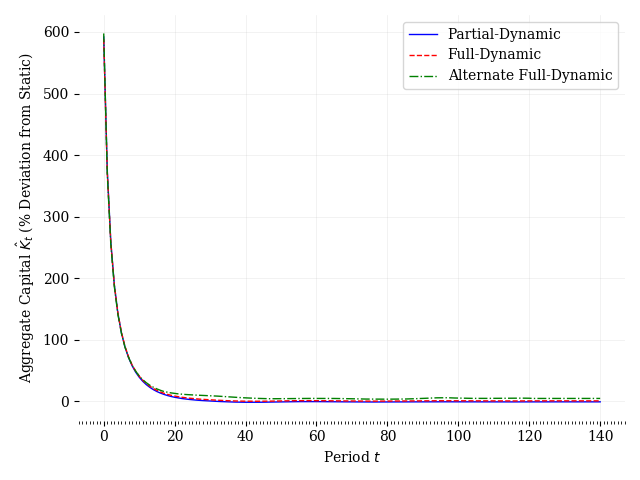 Partial-Dynamic
Full-Dynamic
Alternate Full-Dynamic
Aggregate Capital K̂ₜ (% Deviation from Static)
600
500
400
300
200
100
0
0 20 40 60 80 100 120 140
Period t